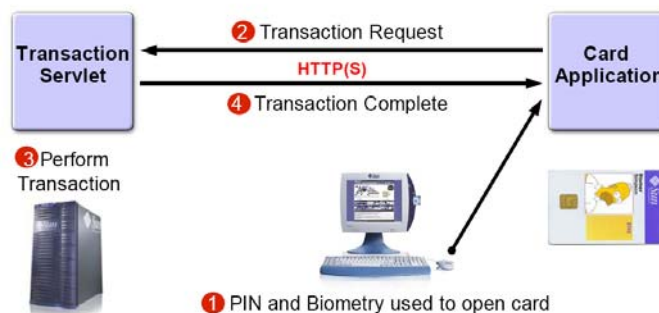 2 Transaction Request
Transaction
Servlet
HTTP(S)
Card
Application
4 Transaction Complete
3 Perform
Transaction
Sun
1 PIN and Biometry used to open card